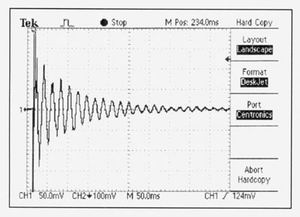 Tek Stop M Pos: 234.0ms Hard Copy
Layout
Landscape
Format
DeskJet
Port
Centronics
1
Abort
Hardcopy
CH1 50.0mV CH2 100mV M 50.0ms CH1 / 124mV